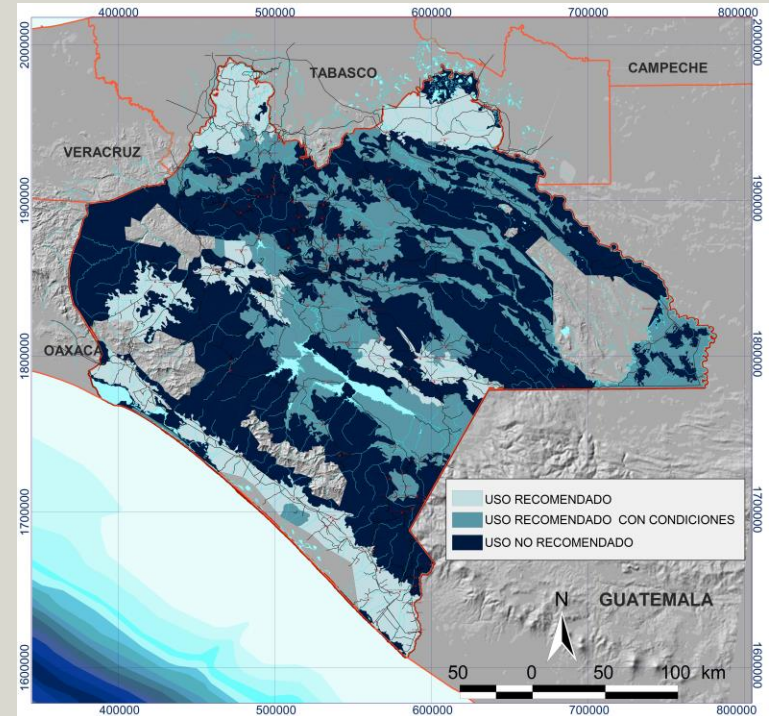 400000 500000 600000 700000 800000
2000000
2000000
TABASCO
CAMPECHE
VERACRUZ
1900000
1900000
OAXACA
1800000
1800000
USO RECOMENDADO
USO RECOMENDADO CON CONDICIONES
USO NO RECOMENDADO
1700000
1700000
N
GUATEMALA
1600000
1600000
50 0 50 100 km
400000 500000 600000 700000 800000